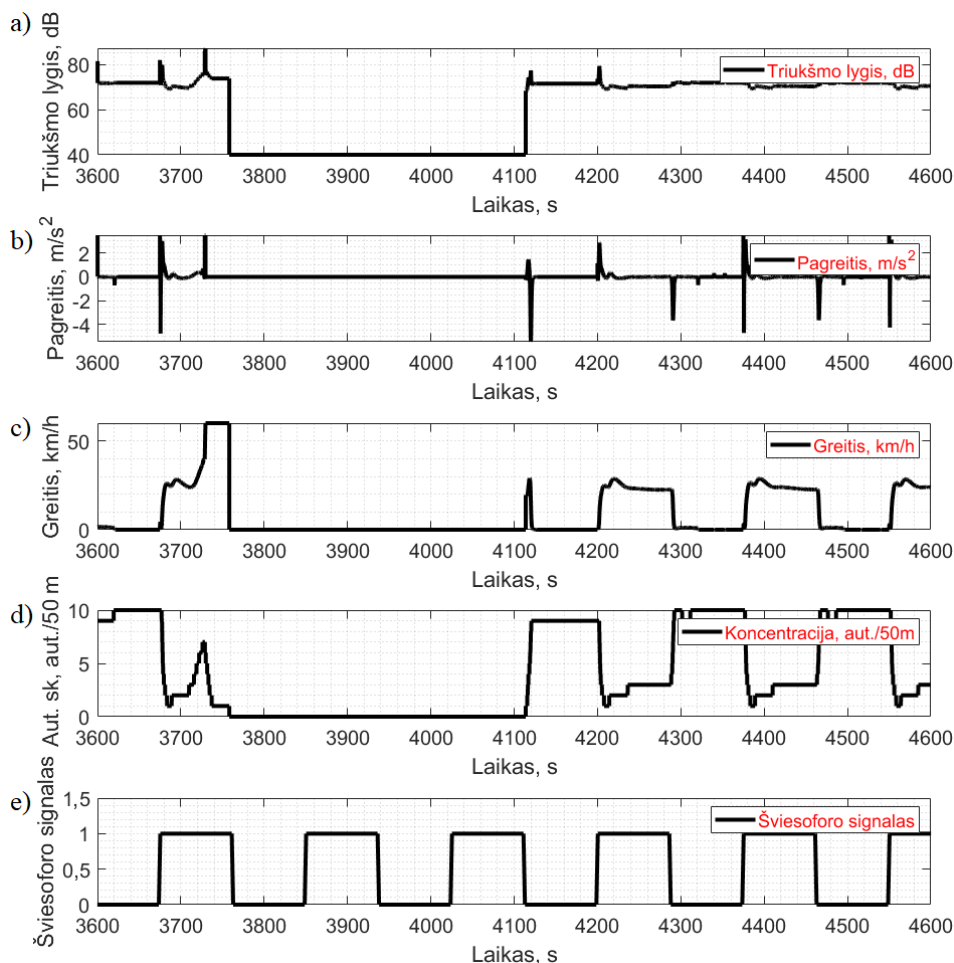 a)
Triukšmo lygis, dB
80
60
40
Triukšmo lygis, dB
3600 3700 3800 3900 4000 4100 4200 4300 4400 4500 4600
Laikas, s
b)
Pagreitis, m/s²
2
0
-2
-4
Pagreitis, m/s²
3600 3700 3800 3900 4000 4100 4200 4300 4400 4500 4600
Laikas, s
c)
Greitis, km/h
50
0
Greitis, km/h
3600 3700 3800 3900 4000 4100 4200 4300 4400 4500 4600
Laikas, s
d)
Aut. sk, aut./50 m
10
5
0
Koncentracija, aut./50m
3600 3700 3800 3900 4000 4100 4200 4300 4400 4500 4600
Laikas, s
e)
Šviesoforo signalas
1,5
1
0,5
0
Šviesoforo signalas
3600 3700 3800 3900 4000 4100 4200 4300 4400 4500 4600
Laikas, s